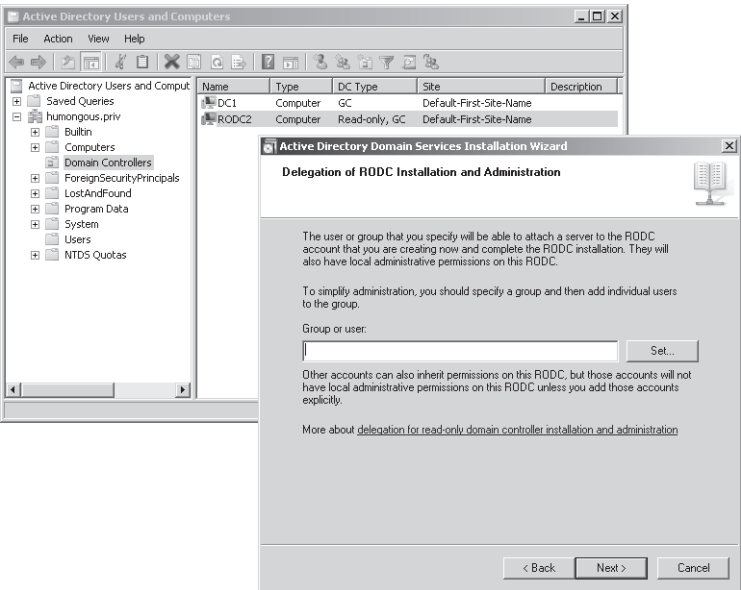 Active Directory Users and Computers
File Action View Help
Active Directory Users and Comput
Saved Queries
humongous.priv
Builtin
Computers
Domain Controllers
ForeignSecurityPrincipals
LostAndFound
Program Data
System
Users
NTDS Quotas
Name Type DC Type Site Description
DC1 Computer GC Default-First-Site-Name
RODC2 Computer Read-only, GC Default-First-Site-Name
Active Directory Domain Services Installation Wizard
Delegation of RODC Installation and Administration
The user or group that you specify will be able to attach a server to the RODC
account that you are creating now and complete the RODC installation. They will
also have local administrative permissions on this RODC.
To simplify administration, you should specify a group and then add individual users
to the group.
Group or user:
Set...
Other accounts can also inherit permissions on this RODC, but those accounts will not
have local administrative permissions on this RODC unless you add those accounts
explicitly.
More about delegation for read-only domain controller installation and administration
< Back Next > Cancel